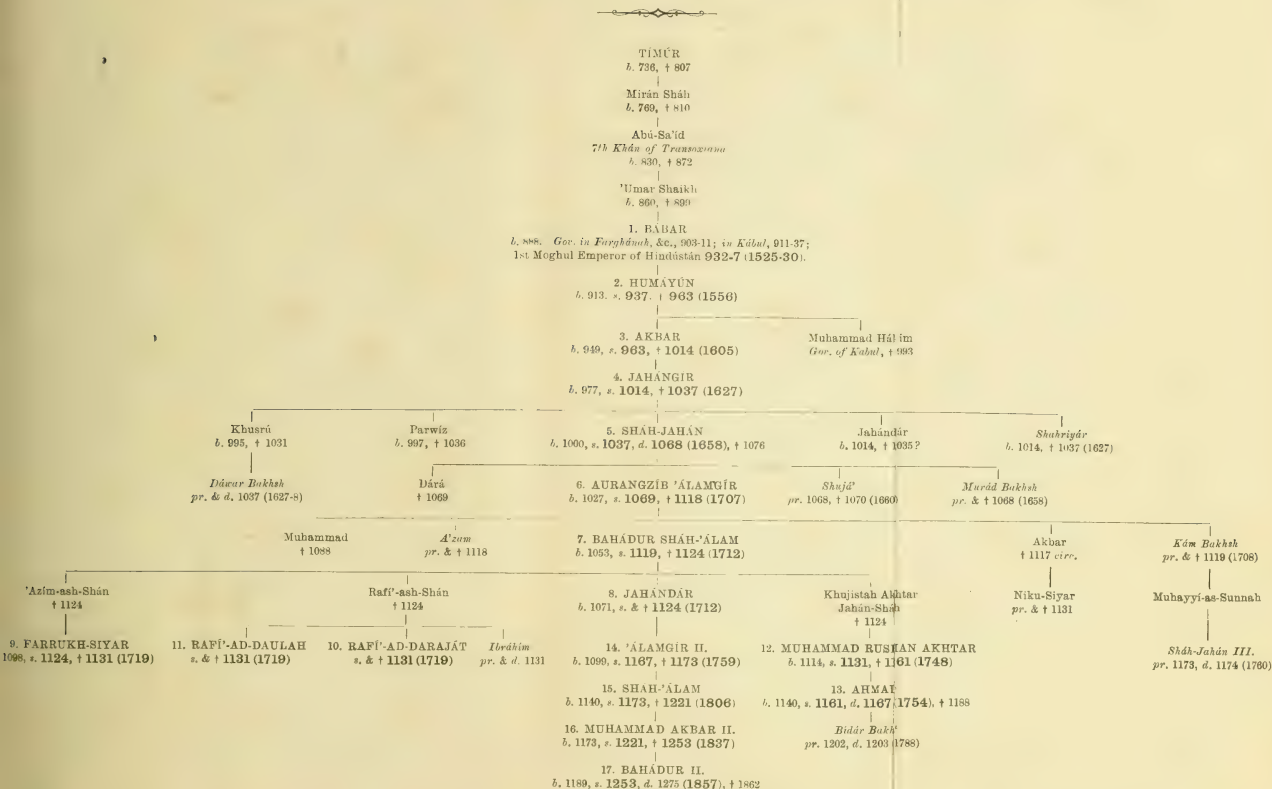 TÍMÚR
b. 736, † 807
Mirán Sháh
b. 769, † 810
Abú-Sa'íd
7th Khán of Transoxiana
b. 830, † 872
'Umar Shaikh
b. 860, † 899
1. BÁBAR
b. 888. Gov. in Farghánah, &c., 903-11; in Kábul, 911-37;
1st Moghul Emperor of Hindústán 932-7 (1525-30).
2. HUMÁYÚN
b. 913. s. 937. † 963 (1556)
3. AKBAR
b. 949, s. 963, † 1014 (1605)
Muhammad
Gov. of Kabul, † 993
4. JAHÁNGIR
b. 977, s. 1014, † 1037 (1627)
Khusrú
b. 995, † 1031
Parwíz
b. 997, † 1036
5. SHÁH-JAHÁN
b. 1000, s. 1037, d. 1068 (1658), † 1076
Jahándár
b. 1014, † 1035?
Shahriyár
b. 1014, † 1037 (1627)
Dáwar Bakhsh
pr. & d. 1037 (1627-8)
Dárá
† 1069
6. AURANGZÍB 'ÁLAMGÍR
b. 1027, s. 1069, † 1118 (1707)
Shujá'
pr. 1068, † 1070 (1660)
Murád Bakhsh
pr. & † 1068 (1658)
Muhammad
† 1088
A'zam
pr. & † 1118
7. BAHÁDUR SHÁH-'ÁLAM
b. 1053, s. 1119, † 1124 (1712)
Akbar
† 1117 circ.
Kám Bakhsh
pr. & † 1119 (1708)
'Azím-ash-Shán
† 1124
Rafí'-ash-Shán
† 1124
8. JAHÁNDÁR
b. 1071, s. & † 1124 (1712)
Khujistah Akhtar
Jahán-Sháh
† 1124
Niku-Siyar
pr. & † 1131
Muhayyí-as-Sunnah
9. FARRUKH-SIYAR
1098, s. 1124, † 1131 (1719)
11. RAFÍ'-AD-DAULAH
s. & † 1131 (1719)
10. RAFÍ'-AD-DARAJÁT
s. & † 1131 (1719)
Ibráhím
pr. & d. 1131
14. 'ÁLAMGÍR II.
b. 1099, s. 1167, † 1173 (1759)
12. MUHAMMAD RUSHAN AKHTAR
b. 1114, s. 1131, † 1161 (1748)
Sháh-Jahán III.
pr. 1173, d. 1174 (1760)
15. SHAH-'ÁLAM
b. 1140, s. 1173, † 1221 (1806)
13. AHMAD
b. 1140, s. 1161, d. 1167 (1754), † 1188
16. MUHAMMAD AKBAR II.
b. 1173, s. 1221, † 1253 (1837)
Bidár
pr. 1202, d. 1203 (1788)
17. BAHÁDUR II.
b. 1189, s. 1253, d. 1275 (1857), † 1862